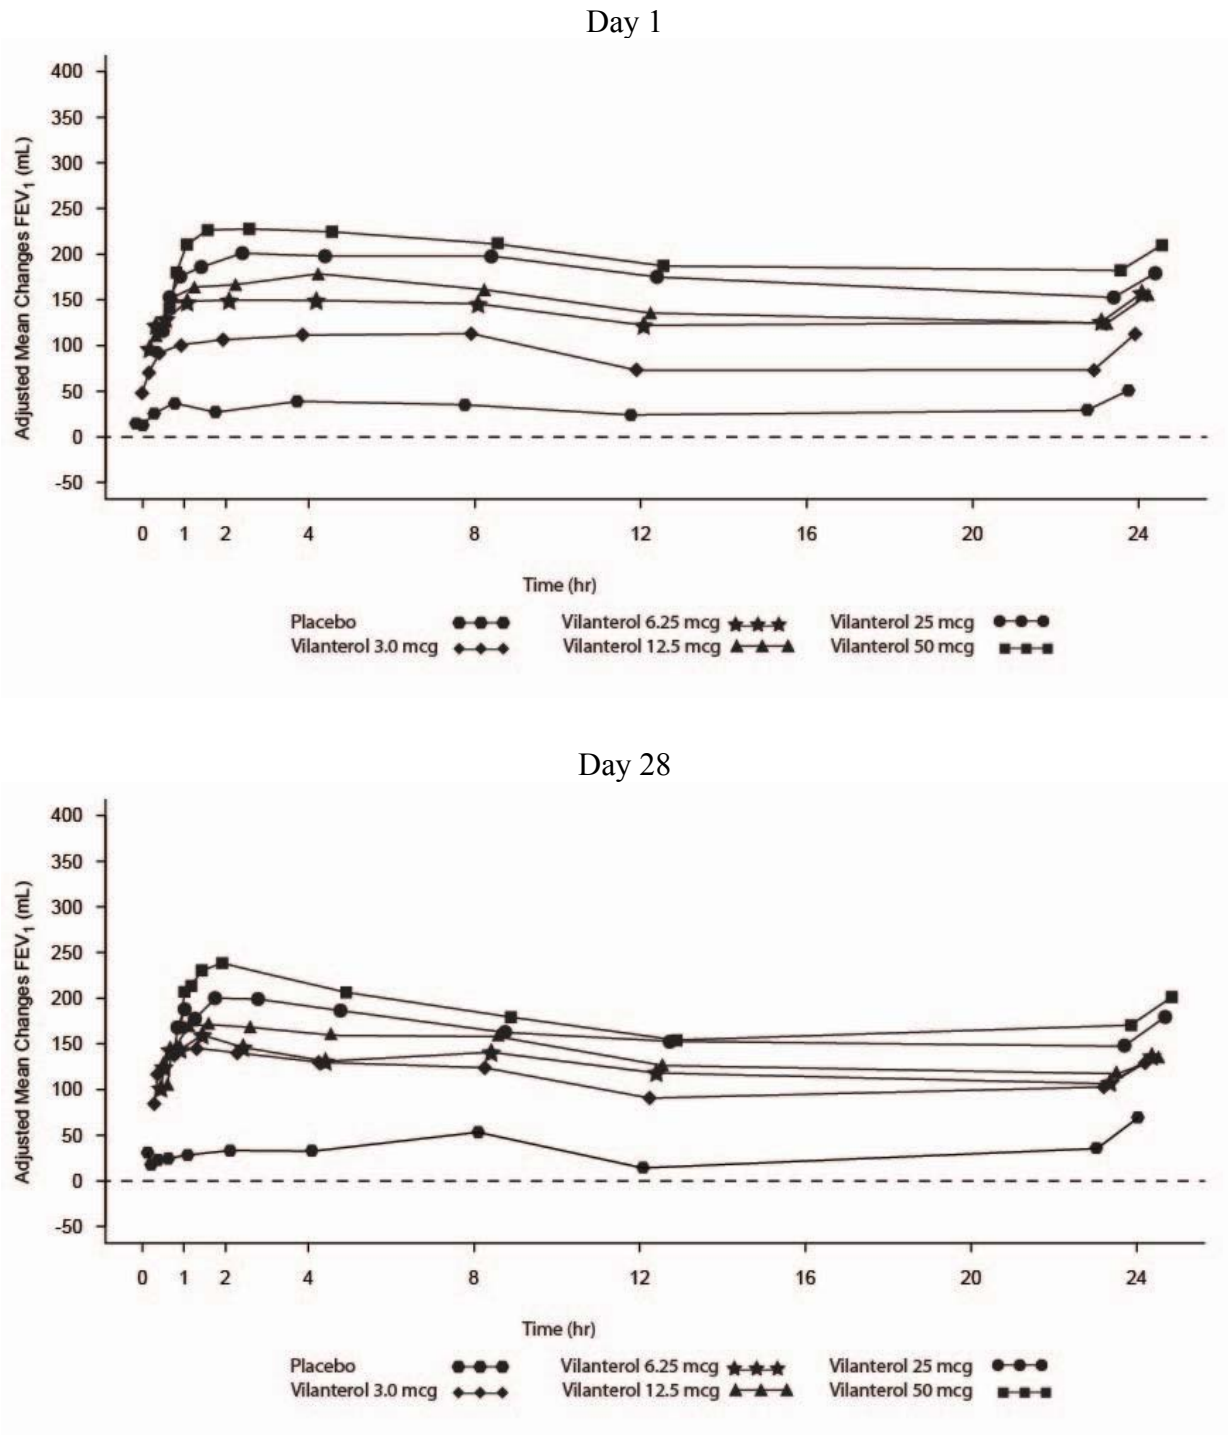 Day 1
Adjusted Mean Changes FEV₁ (mL)
400
350
300
250
200
150
100
50
0
-50
0 1 2 4 8 12 16 20 24
Time (hr)
Placebo Vilanterol 6.25 mcg Vilanterol 25 mcg
Vilanterol 3.0 mcg Vilanterol 12.5 mcg Vilanterol 50 mcg
Day 28
Adjusted Mean Changes FEV₁ (mL)
400
350
300
250
200
150
100
50
0
-50
0 1 2 4 8 12 16 20 24
Time (hr)
Placebo Vilanterol 6.25 mcg Vilanterol 25 mcg
Vilanterol 3.0 mcg Vilanterol 12.5 mcg Vilanterol 50 mcg